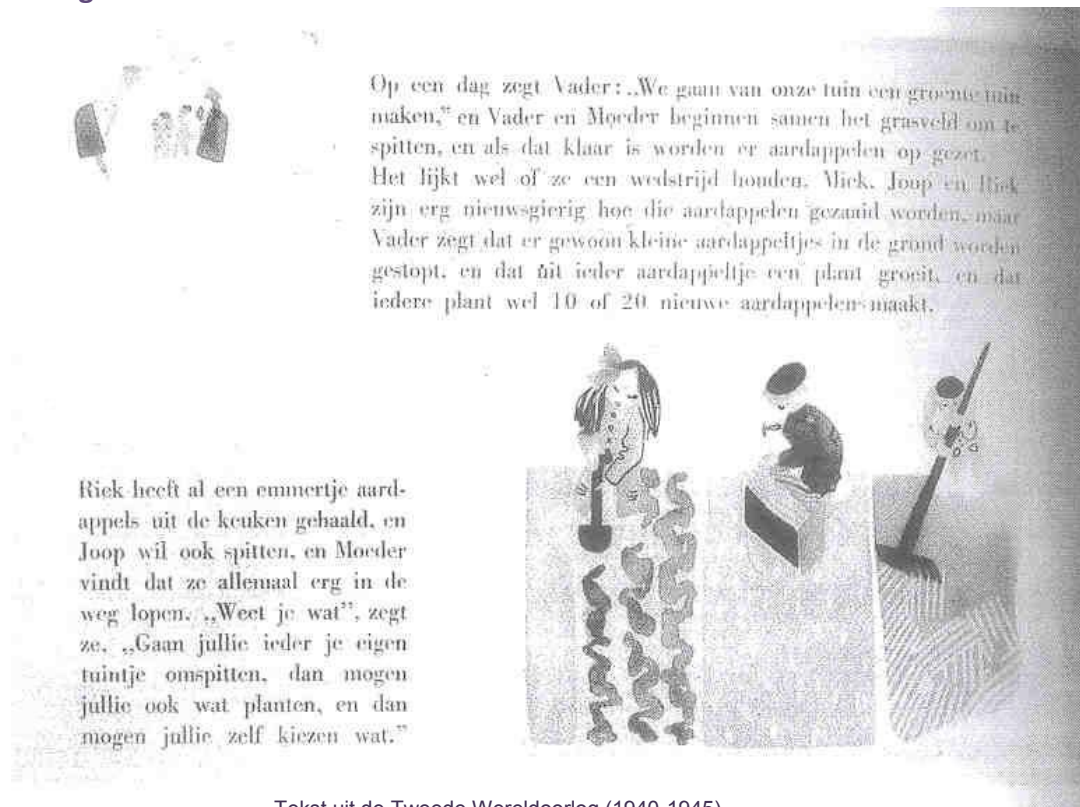 Op een dag zegt Vader: „We gaan van onze tuin een groente tuin
maken,” en Vader en Moeder beginnen samen het grasveld om te
spitten, en als dat klaar is worden er aardappelen op gezet.
Het lijkt wel of ze een wedstrijd houden. Miek, Joop en Riek
zijn erg nieuwsgierig hoe die aardappelen gezaaid worden, maar
Vader zegt dat er gewoon kleine aardappeltjes in de grond worden
gestopt, en dat uit ieder aardappeltje een plant groeit, en dat
iedere plant wel 10 of 20 nieuwe aardappelen maakt.
Riek heeft al een emmertje aard-
appels uit de keuken gehaald, en
Joop wil ook spitten, en Moeder
vindt dat ze allemaal erg in de
weg lopen. „Weet je wat”, zegt
ze, „Gaan jullie ieder je eigen
tuintje omspitten, dan mogen
jullie ook wat planten, en dan
mogen jullie zelf kiezen wat.”
Tekst uit de Tweede Wereldoorlog (1940-1945)